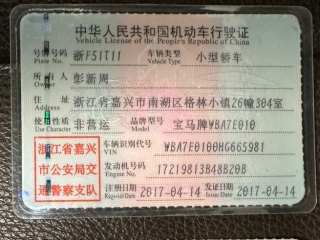 中华人民共和国机动车行驶证
Vehicle License of the People's Republic of China
号牌号码 浙F51T11 车辆类型 小型轿车
Plate No. Vehicle Type
所有人 彭新周
Owner
住址 浙江省嘉兴市南湖区格林小镇26幢304室
Address
使用性质 非营运 品牌型号 宝马牌WBA7E010
Use Character Model
浙江省嘉兴市公安局交通警察支队
车辆识别代号 WBA7E0100HG665981
VIN
发动机号码 17219813B48B20B
Engine No.
注册日期 2017-04-14 发证日期 2017-04-14
Register Date Issue Date